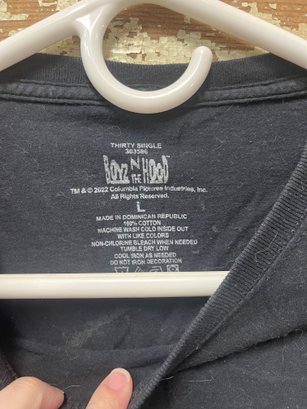 THIRTY SINGLE
303586
BOYZ N THE HOOD
TM & © 2022 Columbia Pictures Industries, Inc.
All Rights Reserved.
L
MADE IN DOMINICAN REPUBLIC
100% COTTON
MACHINE WASH COLD INSIDE OUT
WITH LIKE COLORS
NON-CHLORINE BLEACH WHEN NEEDED
TUMBLE DRY LOW
COOL IRON AS NEEDED
DO NOT IRON DECORATION